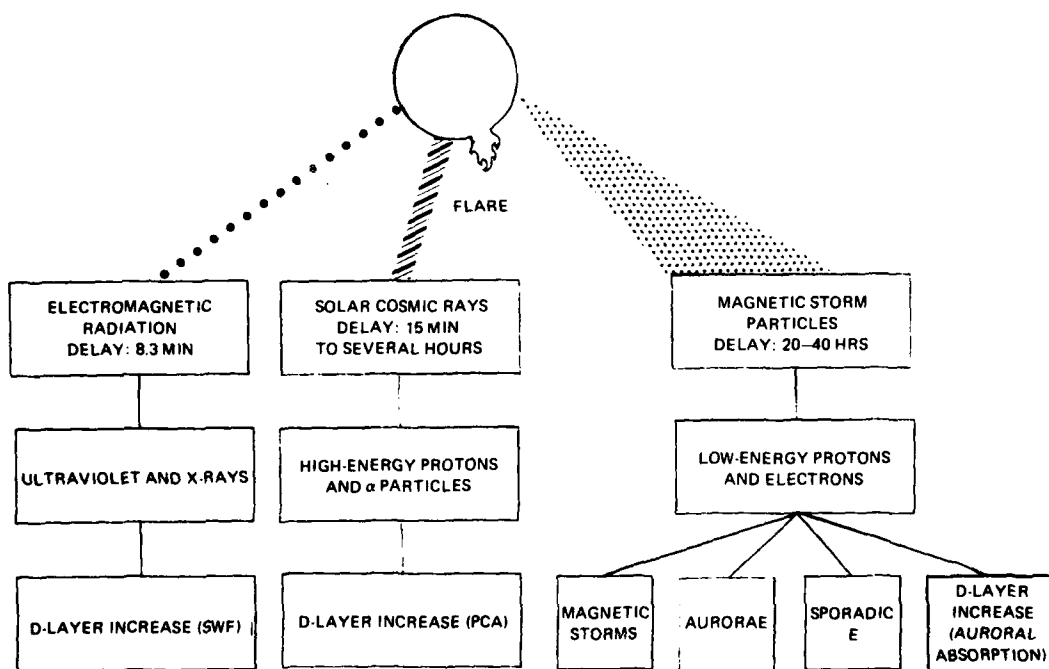 FLARE
ELECTROMAGNETIC
RADIATION
DELAY: 8.3 MIN
SOLAR COSMIC RAYS
DELAY: 15 MIN
TO SEVERAL HOURS
MAGNETIC STORM
PARTICLES
DELAY: 20–40 HRS
ULTRAVIOLET AND X-RAYS
HIGH-ENERGY PROTONS
AND α PARTICLES
LOW-ENERGY PROTONS
AND ELECTRONS
D-LAYER INCREASE (SWF)
D-LAYER INCREASE (PCA)
MAGNETIC
STORMS
AURORAE
SPORADIC
E
D-LAYER
INCREASE
(AURORAL
ABSORPTION)